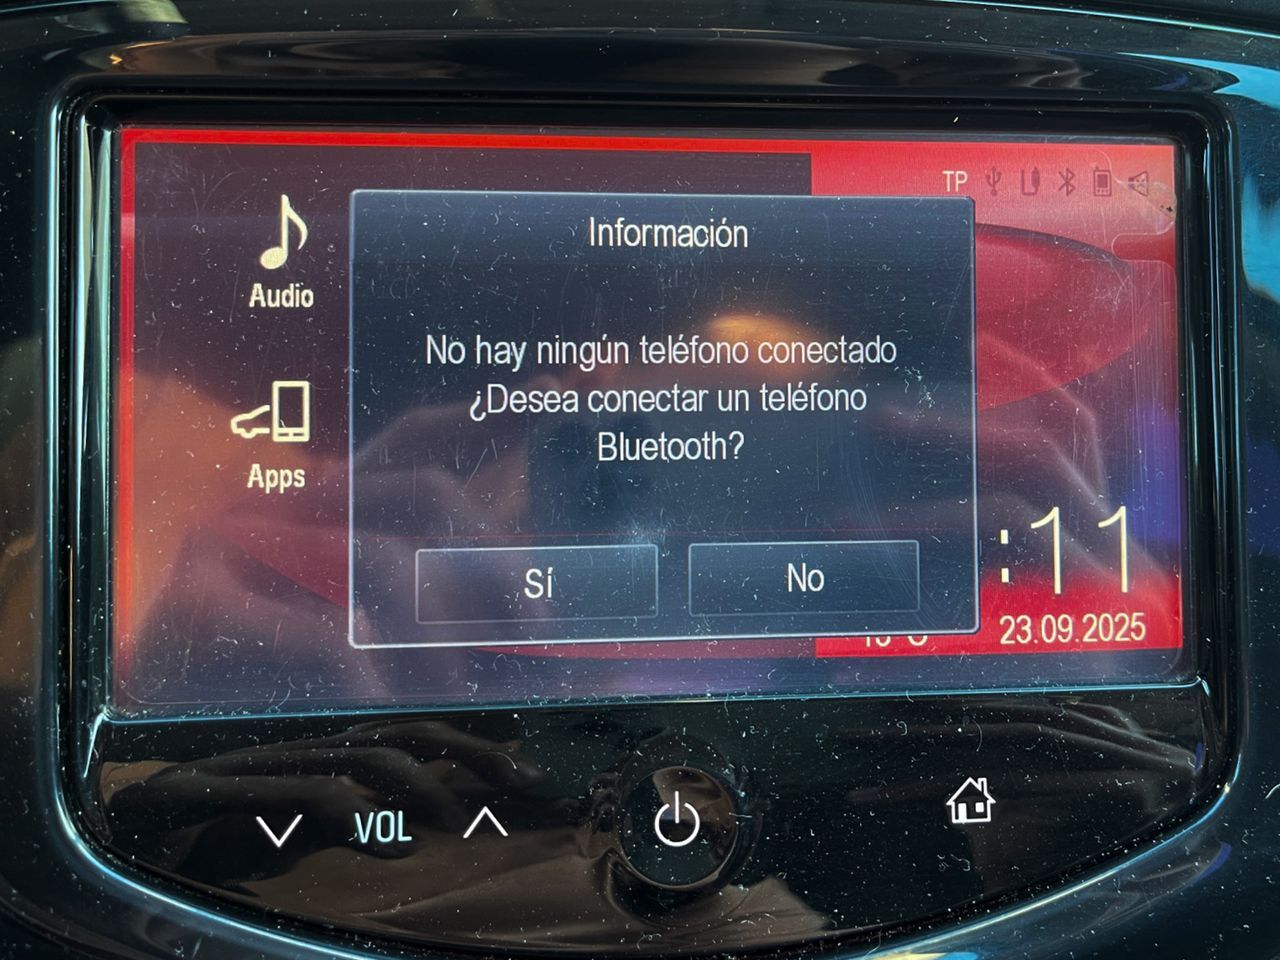 TP
Audio
Apps
Información
No hay ningún teléfono conectado
¿Desea conectar un teléfono
Bluetooth?
Sí
No
:11
23.09.2025
VOL